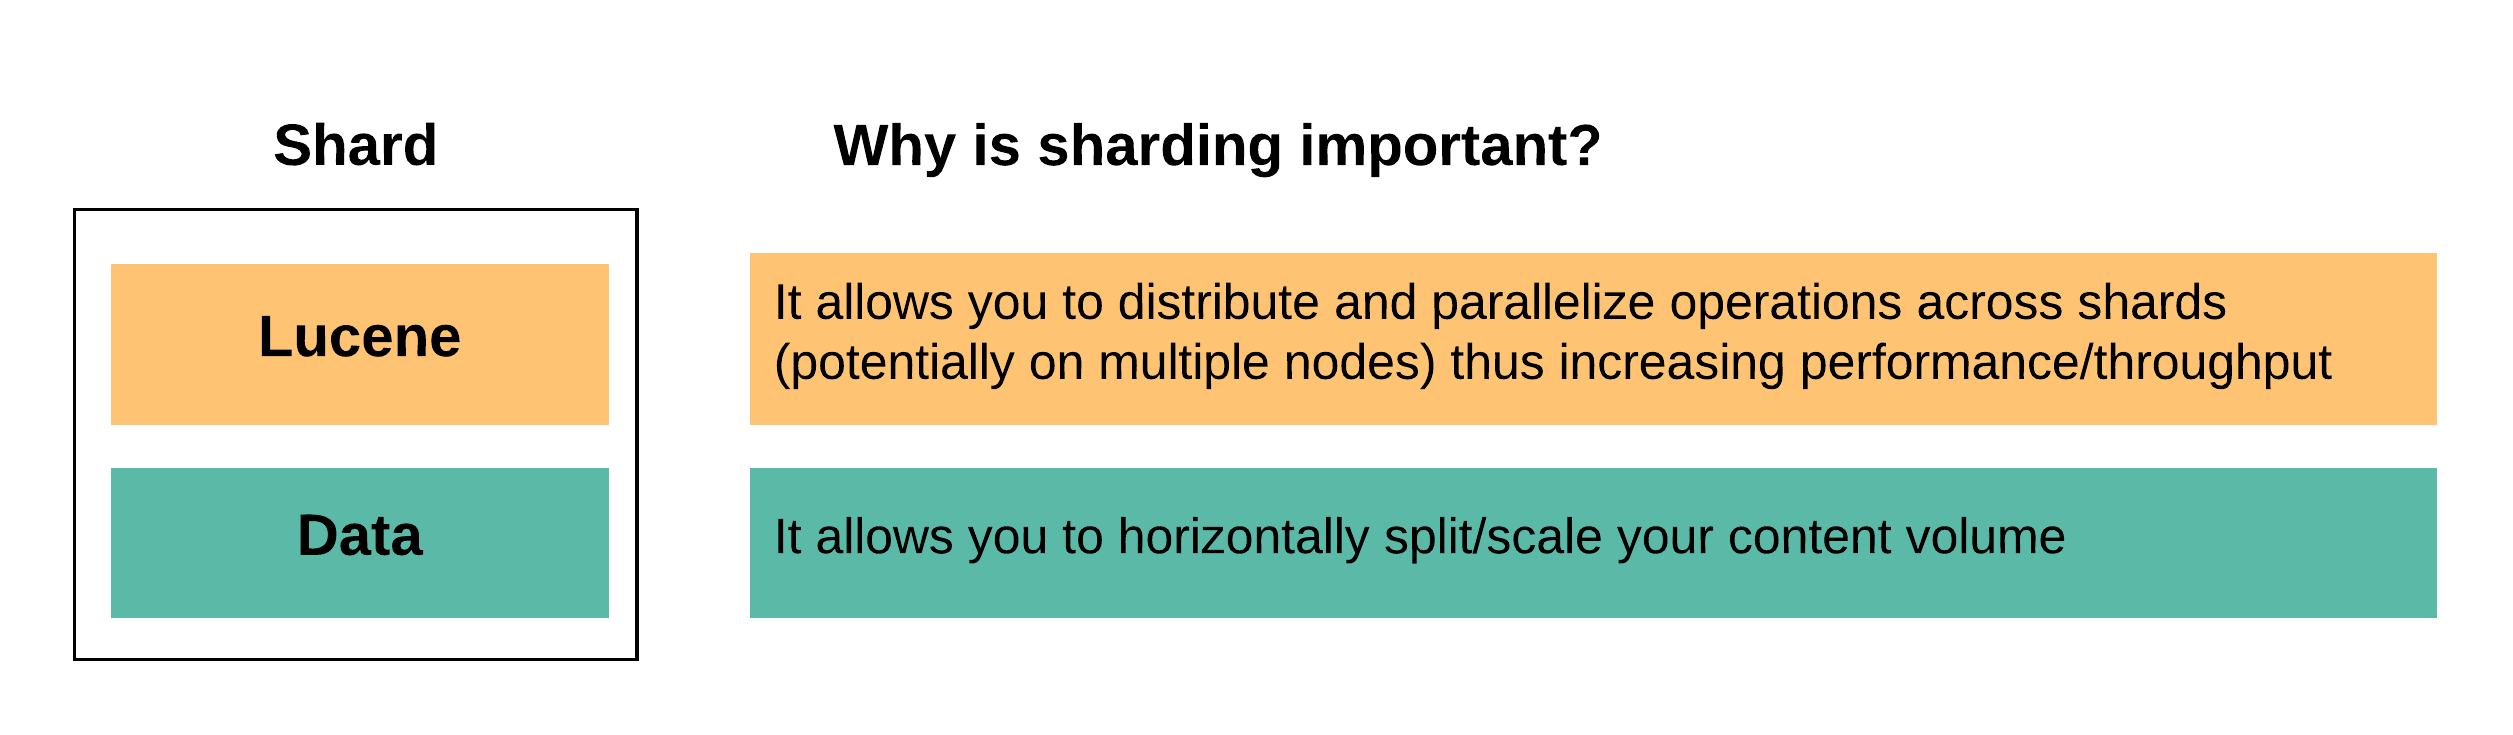 Shard
Lucene
Data
Why is sharding important?
It allows you to distribute and parallelize operations across shards
(potentially on multiple nodes) thus increasing performance/throughput
It allows you to horizontally split/scale your content volume